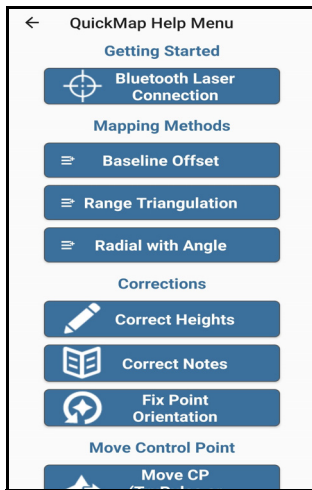 QuickMap Help Menu
Getting Started
Bluetooth Laser
Connection
Mapping Methods
Baseline Offset
Range Triangulation
Radial with Angle
Corrections
Correct Heights
Correct Notes
Fix Point
Orientation
Move Control Point
Move CP